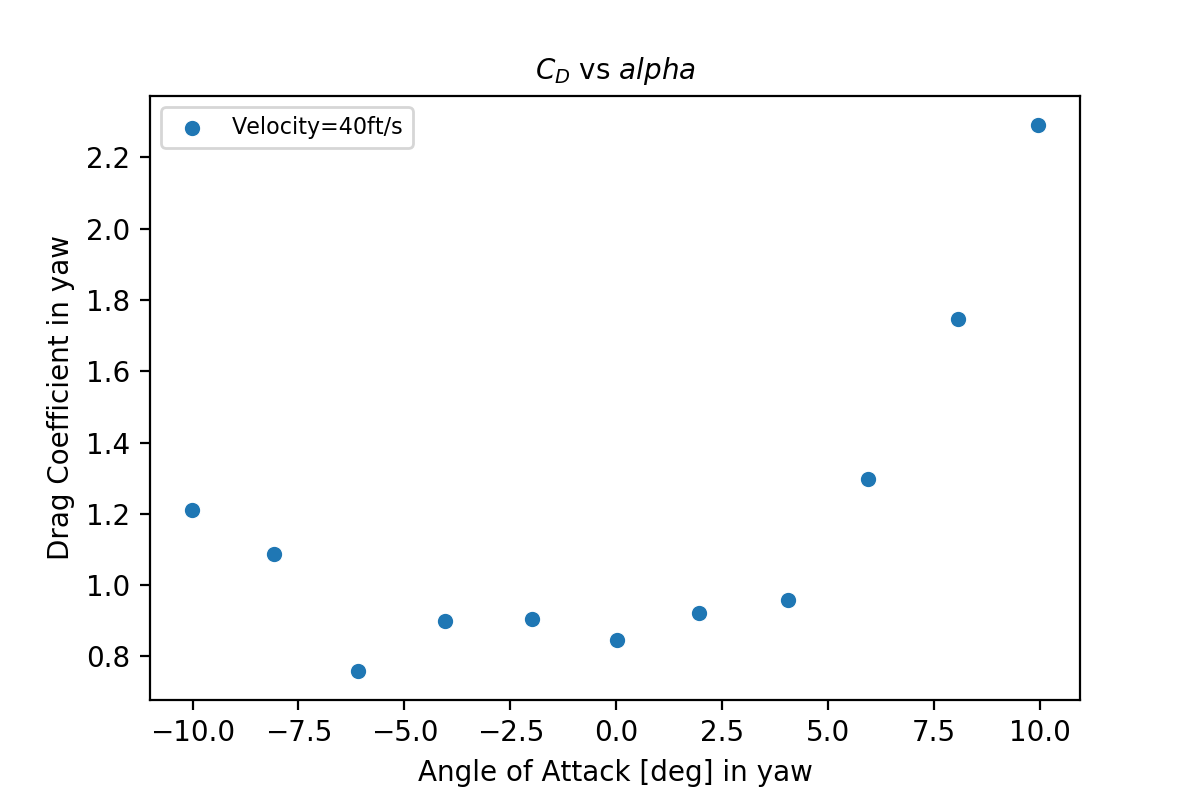 C_D vs alpha
Velocity=40ft/s
2.2
2.0
1.8
1.6
1.4
1.2
1.0
0.8
Drag Coefficient in yaw
−10.0 −7.5 −5.0 −2.5 0.0 2.5 5.0 7.5 10.0
Angle of Attack [deg] in yaw